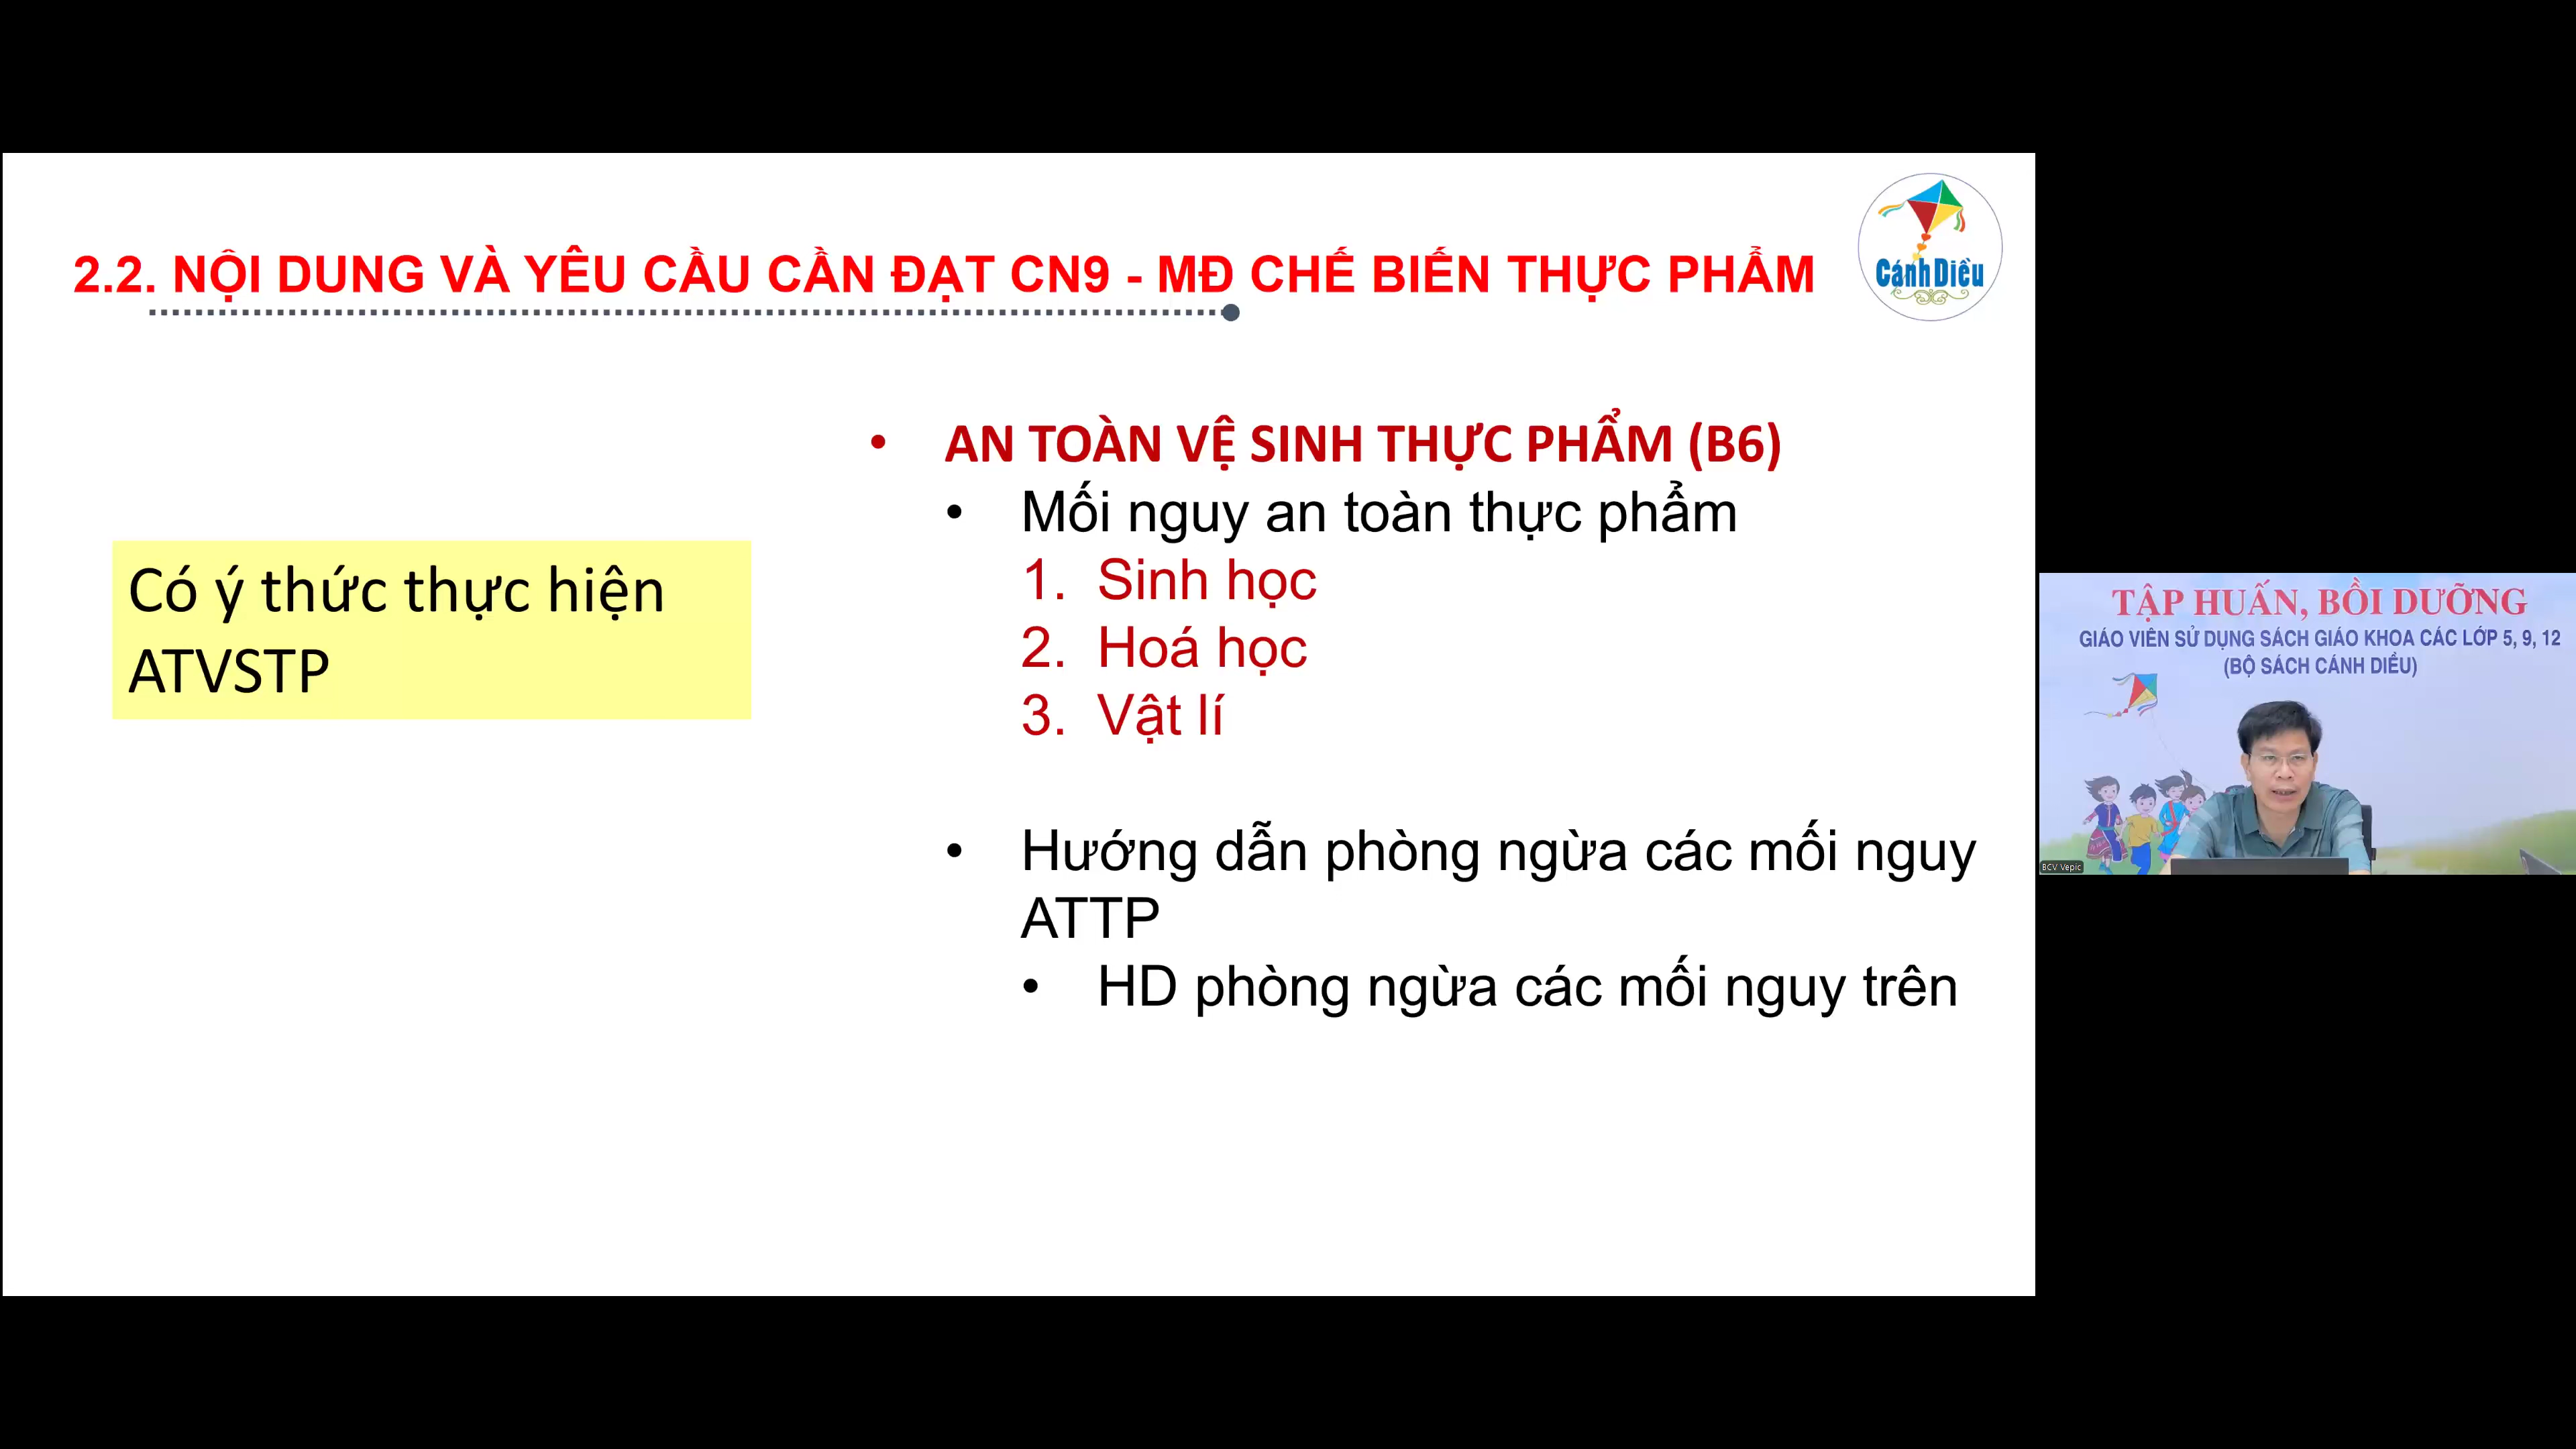 2.2. NỘI DUNG VÀ YÊU CẦU CẦN ĐẠT CN9 - MĐ CHẾ BIẾN THỰC PHẨM
Cánh Diều
Có ý thức thực hiện
ATVSTP
• AN TOÀN VỆ SINH THỰC PHẨM (B6)
• Mối nguy an toàn thực phẩm
1. Sinh học
2. Hoá học
3. Vật lí
• Hướng dẫn phòng ngừa các mối nguy
ATTP
• HD phòng ngừa các mối nguy trên
TẬP HUẤN, BỒI DƯỠNG
GIÁO VIÊN SỬ DỤNG SÁCH GIÁO KHOA CÁC LỚP 5, 9, 12
(BỘ SÁCH CÁNH DIỀU)
BCV Vepic